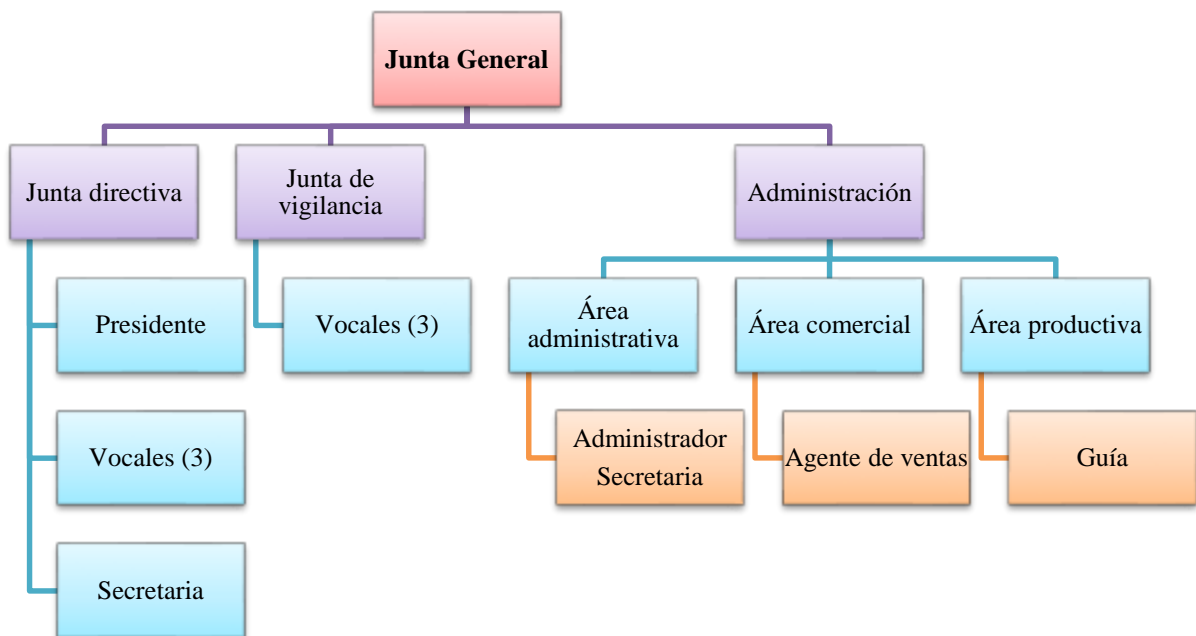 Junta General
Junta directiva
Junta de
vigilancia
Administración
Presidente
Vocales (3)
Área
administrativa
Área comercial
Área productiva
Vocales (3)
Administrador
Secretaria
Agente de ventas
Guía
Secretaria